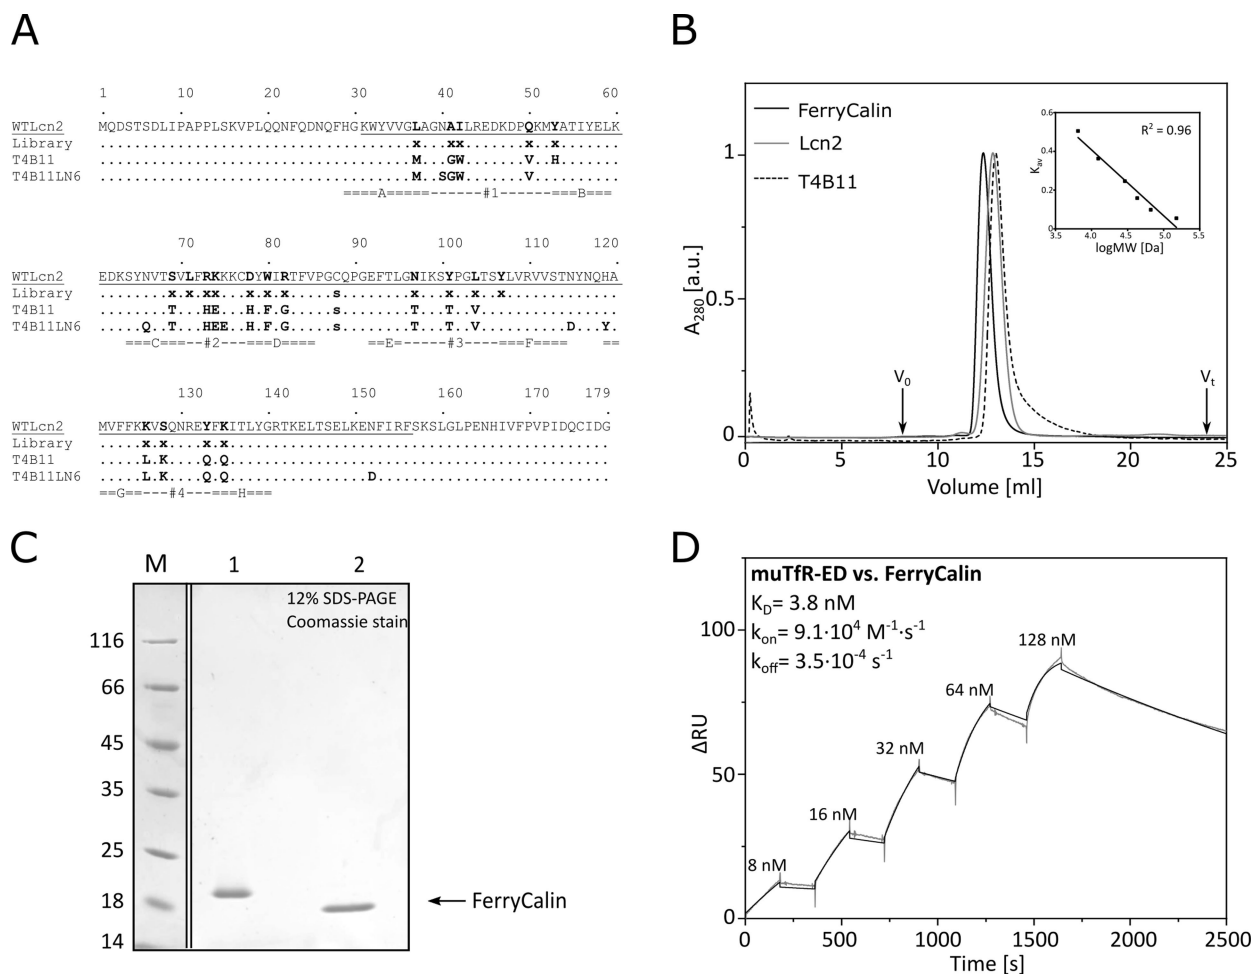 A
1 10 20 30 40 50 60
WTLcn2 MQDSTSDLIPAPPLSKVPLQQNFQDNQFHGKWYVVGLAGNAILREDKDPQKMYATIYELK
Library ....................................x...xx.......x..x.......
T4B11 ....................................M...GW.......V..H.......
T4B11LN6 ....................................M..SGW.......V..........
====A=====------#1------===B===
70 80 90 100 110 120
WTLcn2 EDKSYNVTSVLFRKKKCDYWIRTFVPGCQPGEFTLGNIKSYPGLTSYLVRVVSTNYNQHA
Library ........x.x.xx...x.x.x.....s........x...x..x..x.............
T4B11 ........T...HE...H.F.G.....s........T...T..V................
T4B11LN6 .....Q..T...HEE..H.F.G.....s........T...T..V..........D...Y.
===C===--#2----===D==== ===E=-----#3-----===F==== ==
130 140 150 160 170 179
WTLcn2 MVFFKKVSQNREYFKITLYGRTKELTSELKENFIRFSKSLGLPENHIVFPVPIDQCIDG
Library .....x.x....x.x............................................
T4B11 .....L.K....Q.Q............................................
T4B11LN6 .....L.K....Q.Q................D...........................
==G==---#4---===H===
B
FerryCalin
Lcn2
T4B11
A280 [a.u.]
1
0.5
0
V0
Vt
0 5 10 15 20 25
Volume [ml]
Kav
0.6
0.4
0.2
0
R² = 0.96
3.5 4.0 4.5 5.0 5.5
logMW [Da]
C
M 1 2
12% SDS-PAGE
Coomassie stain
116
66
45
35
25
18
14
FerryCalin
D
muTfR-ED vs. FerryCalin
KD= 3.8 nM
kon= 9.1·10⁴ M⁻¹·s⁻¹
koff= 3.5·10⁻⁴ s⁻¹
ΔRU
100
50
0
8 nM
16 nM
32 nM
64 nM
128 nM
0 500 1000 1500 2000 2500
Time [s]